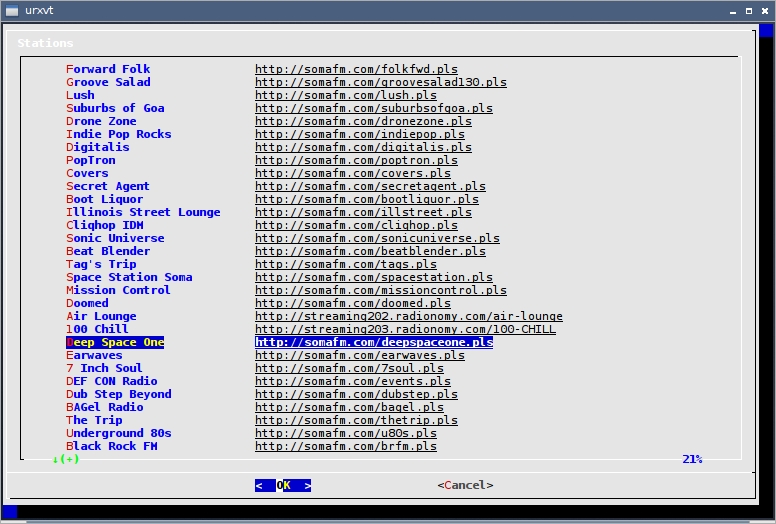 urxvt
Stations
Forward Folk http://somafm.com/folkfwd.pls
Groove Salad http://somafm.com/groovesalad130.pls
Lush http://somafm.com/lush.pls
Suburbs of Goa http://somafm.com/suburbsofgoa.pls
Drone Zone http://somafm.com/dronezone.pls
Indie Pop Rocks http://somafm.com/indiepop.pls
Digitalis http://somafm.com/digitalis.pls
PopTron http://somafm.com/poptron.pls
Covers http://somafm.com/covers.pls
Secret Agent http://somafm.com/secretagent.pls
Boot Liquor http://somafm.com/bootliquor.pls
Illinois Street Lounge http://somafm.com/illstreet.pls
Cliqhop IDM http://somafm.com/cliqhop.pls
Sonic Universe http://somafm.com/sonicuniverse.pls
Beat Blender http://somafm.com/beatblender.pls
Tag's Trip http://somafm.com/tags.pls
Space Station Soma http://somafm.com/spacestation.pls
Mission Control http://somafm.com/missioncontrol.pls
Doomed http://somafm.com/doomed.pls
Air Lounge http://streaming202.radionomy.com/air-lounge
100 Chill http://streaming203.radionomy.com/100-CHILL
Deep Space One http://somafm.com/deepspaceone.pls
Earwaves http://somafm.com/earwaves.pls
7 Inch Soul http://somafm.com/7soul.pls
DEF CON Radio http://somafm.com/events.pls
Dub Step Beyond http://somafm.com/dubstep.pls
BAGel Radio http://somafm.com/bagel.pls
The Trip http://somafm.com/thetrip.pls
Underground 80s http://somafm.com/u80s.pls
Black Rock FM http://somafm.com/brfm.pls
↓(+) 21%
< OK > <Cancel>